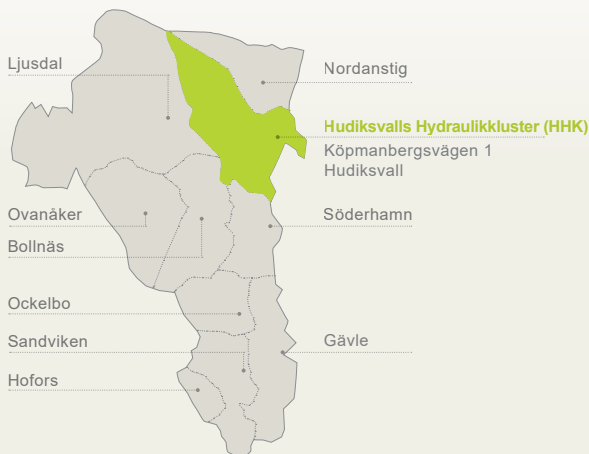 Ljusdal
Nordanstig
Hudiksvalls Hydraulikkluster (HHK)
Köpmanbergsvägen 1
Hudiksvall
Ovanåker
Söderhamn
Bollnäs
Ockelbo
Sandviken
Gävle
Hofors